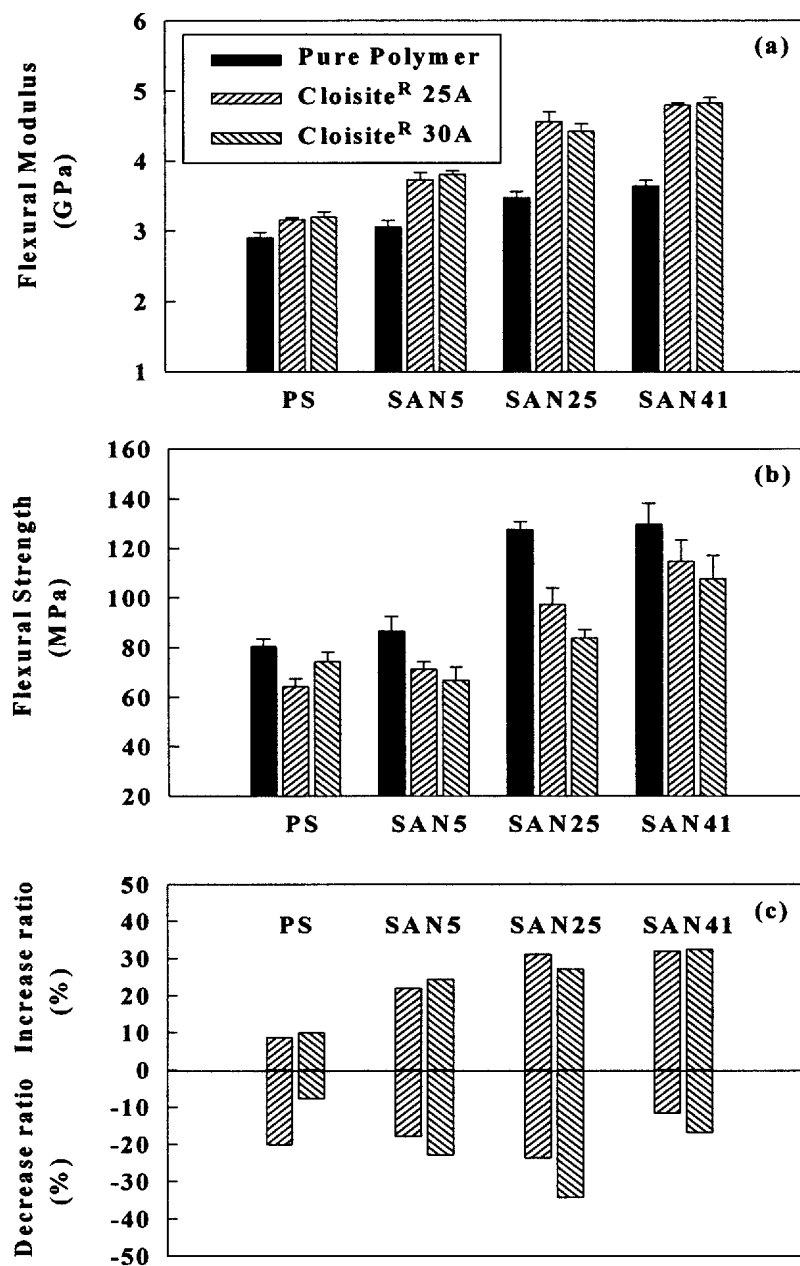 (a)
Pure Polymer
Cloisite^R 25A
Cloisite^R 30A
Flexural Modulus
(GPa)
6
5
4
3
2
1
PS SAN5 SAN25 SAN41
(b)
Flexural Strength
(MPa)
160
140
120
100
80
60
40
20
PS SAN5 SAN25 SAN41
(c)
PS SAN5 SAN25 SAN41
Increase ratio
(%)
Decrease ratio
(%)
50
40
30
20
10
0
-10
-20
-30
-40
-50